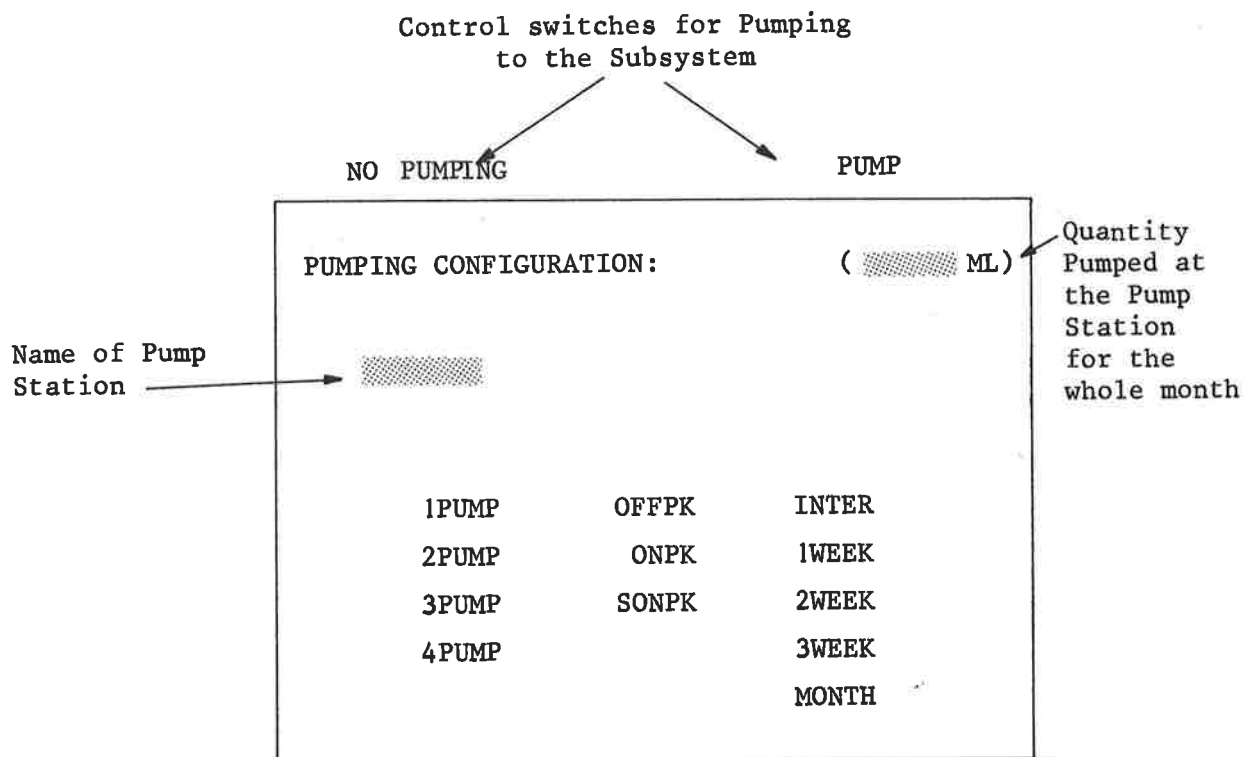 Control switches for Pumping
to the Subsystem
NO PUMPING
PUMP
PUMPING CONFIGURATION:
( ML)
Quantity
Pumped at
the Pump
Station
for the
whole month
Name of Pump
Station
1PUMP OFFPK INTER
2PUMP ONPK 1WEEK
3PUMP SONPK 2WEEK
4PUMP 3WEEK
MONTH